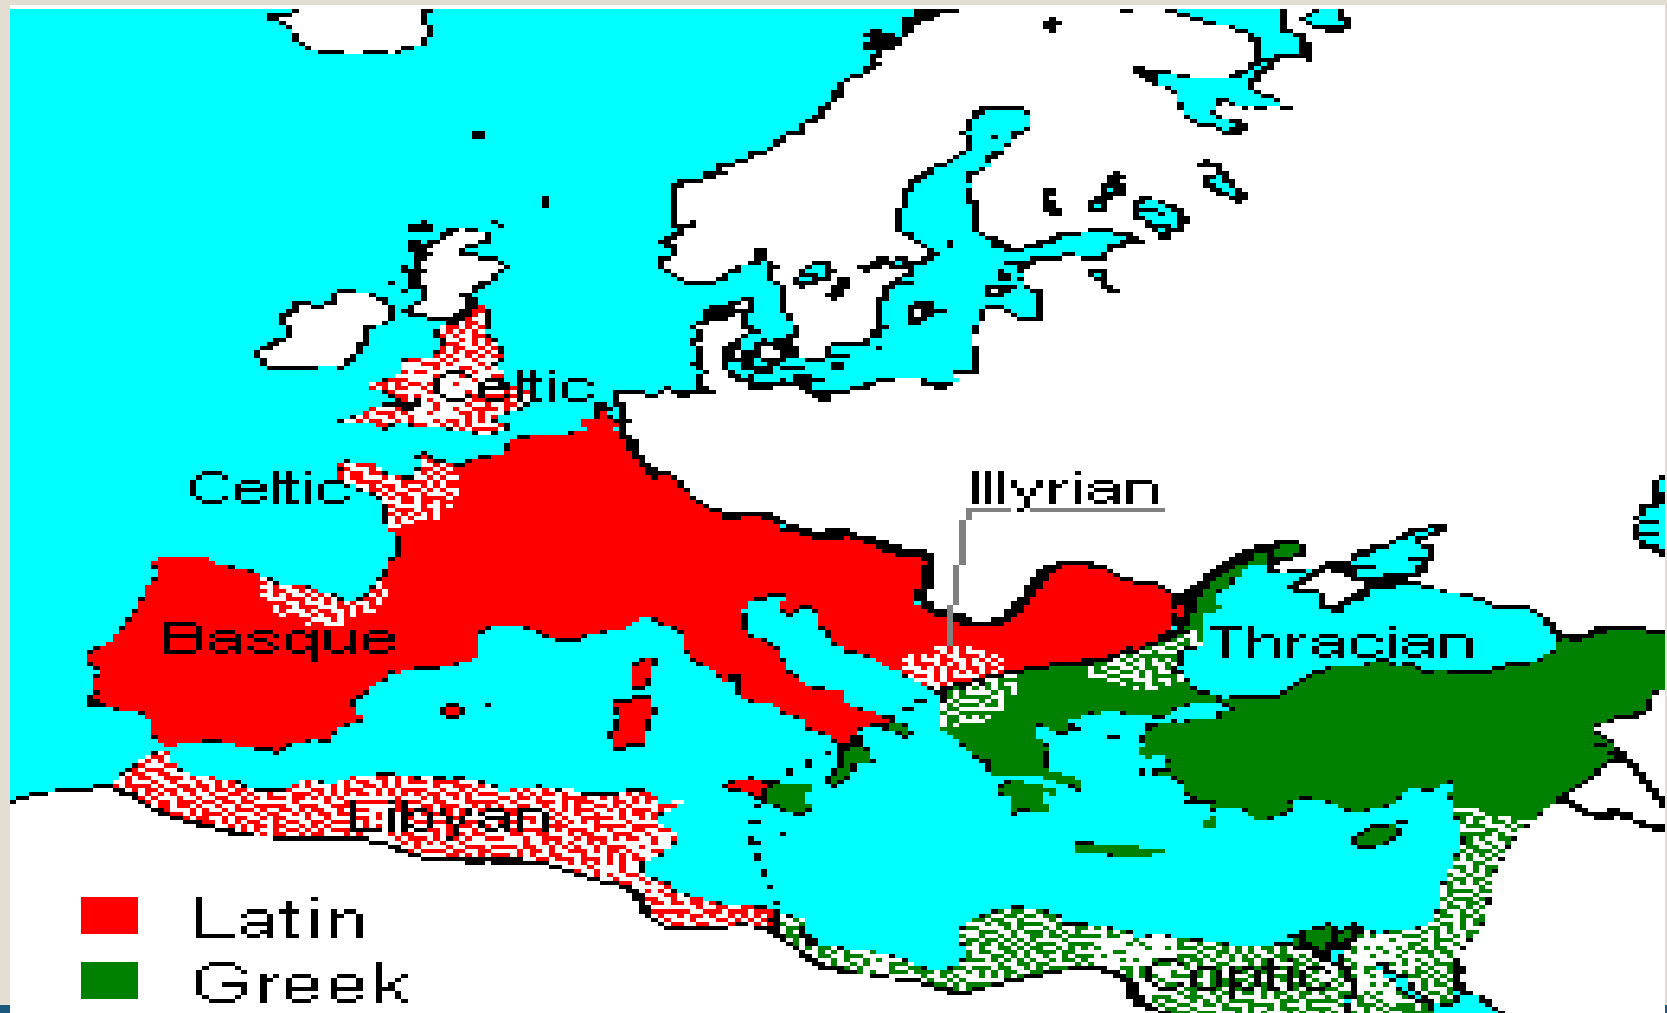 Celtic
Celtic
Illyrian
Basque
Thracian
Libyan
Latin
Greek
Coptic